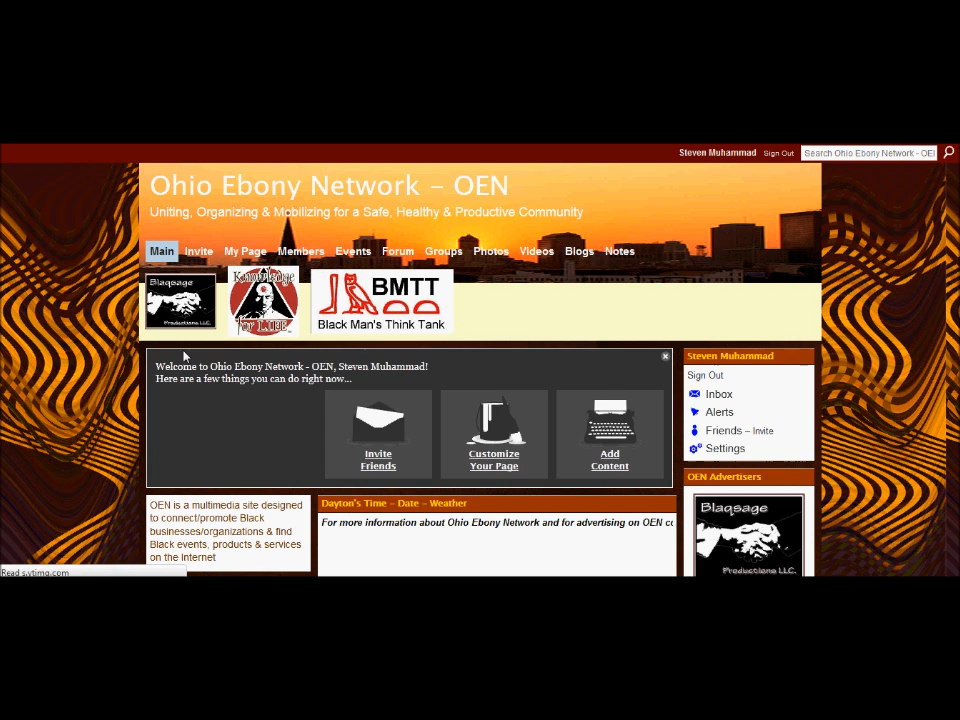 Steven Muhammad Sign Out Search Ohio Ebony Network - OEI
Ohio Ebony Network – OEN
Uniting, Organizing & Mobilizing for a Safe, Healthy & Productive Community
Main Invite My Page Members Events Forum Groups Photos Videos Blogs Notes
Blaqsage
Productions LLC.
Knowledge
for LIFE
BMTT
Black Man's Think Tank
Welcome to Ohio Ebony Network - OEN, Steven Muhammad!
Here are a few things you can do right now...
Invite
Friends
Customize
Your Page
Add
Content
Steven Muhammad
Sign Out
Inbox
Alerts
Friends – Invite
Settings
OEN Advertisers
Blaqsage
Productions LLC.
OEN is a multimedia site designed
to connect/promote Black
businesses/organizations & find
Black events, products & services
on the Internet
Dayton's Time – Date – Weather
For more information about Ohio Ebony Network and for advertising on OEN co
Read s.ytimg.com